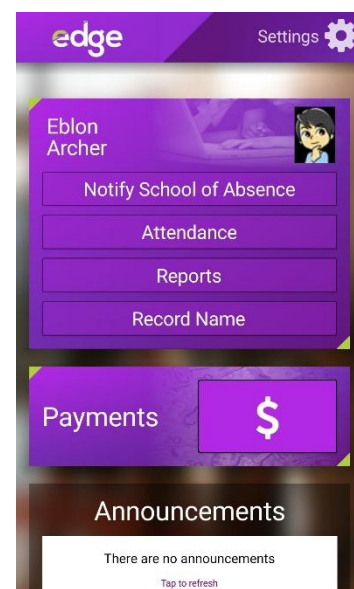 edge
Settings
Eblon
Archer
Notify School of Absence
Attendance
Reports
Record Name
Payments
$
Announcements
There are no announcements
Tap to refresh